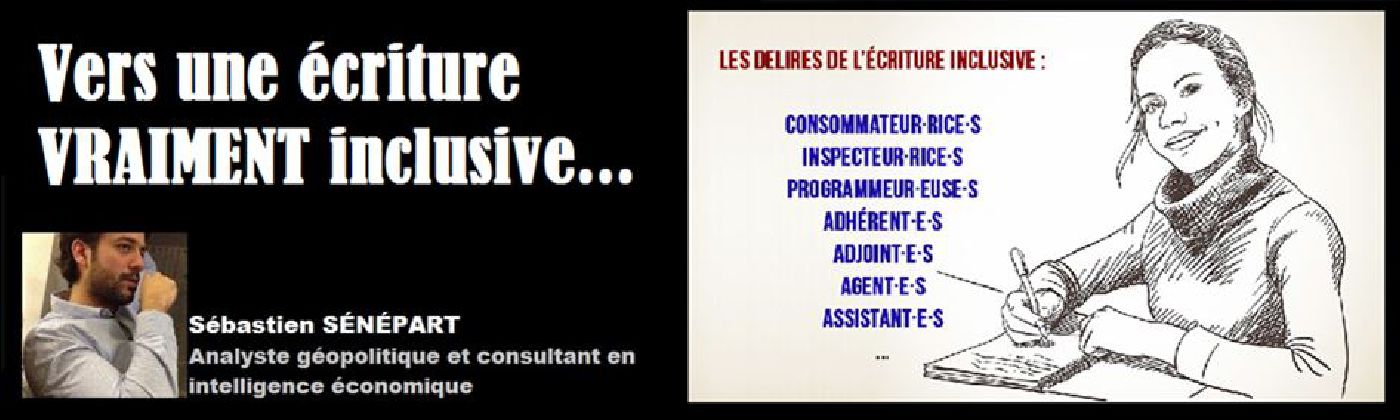 Vers une écriture
VRAIMENT inclusive...
Sébastien SÉNÉPART
Analyste géopolitique et consultant en
intelligence économique
LES DELIRES DE L'ÉCRITURE INCLUSIVE :
CONSOMMATEUR·RICE·S
INSPECTEUR·RICE·S
PROGRAMMEUR·EUSE·S
ADHÉRENT·E·S
ADJOINT·E·S
AGENT·E·S
ASSISTANT·E·S
...